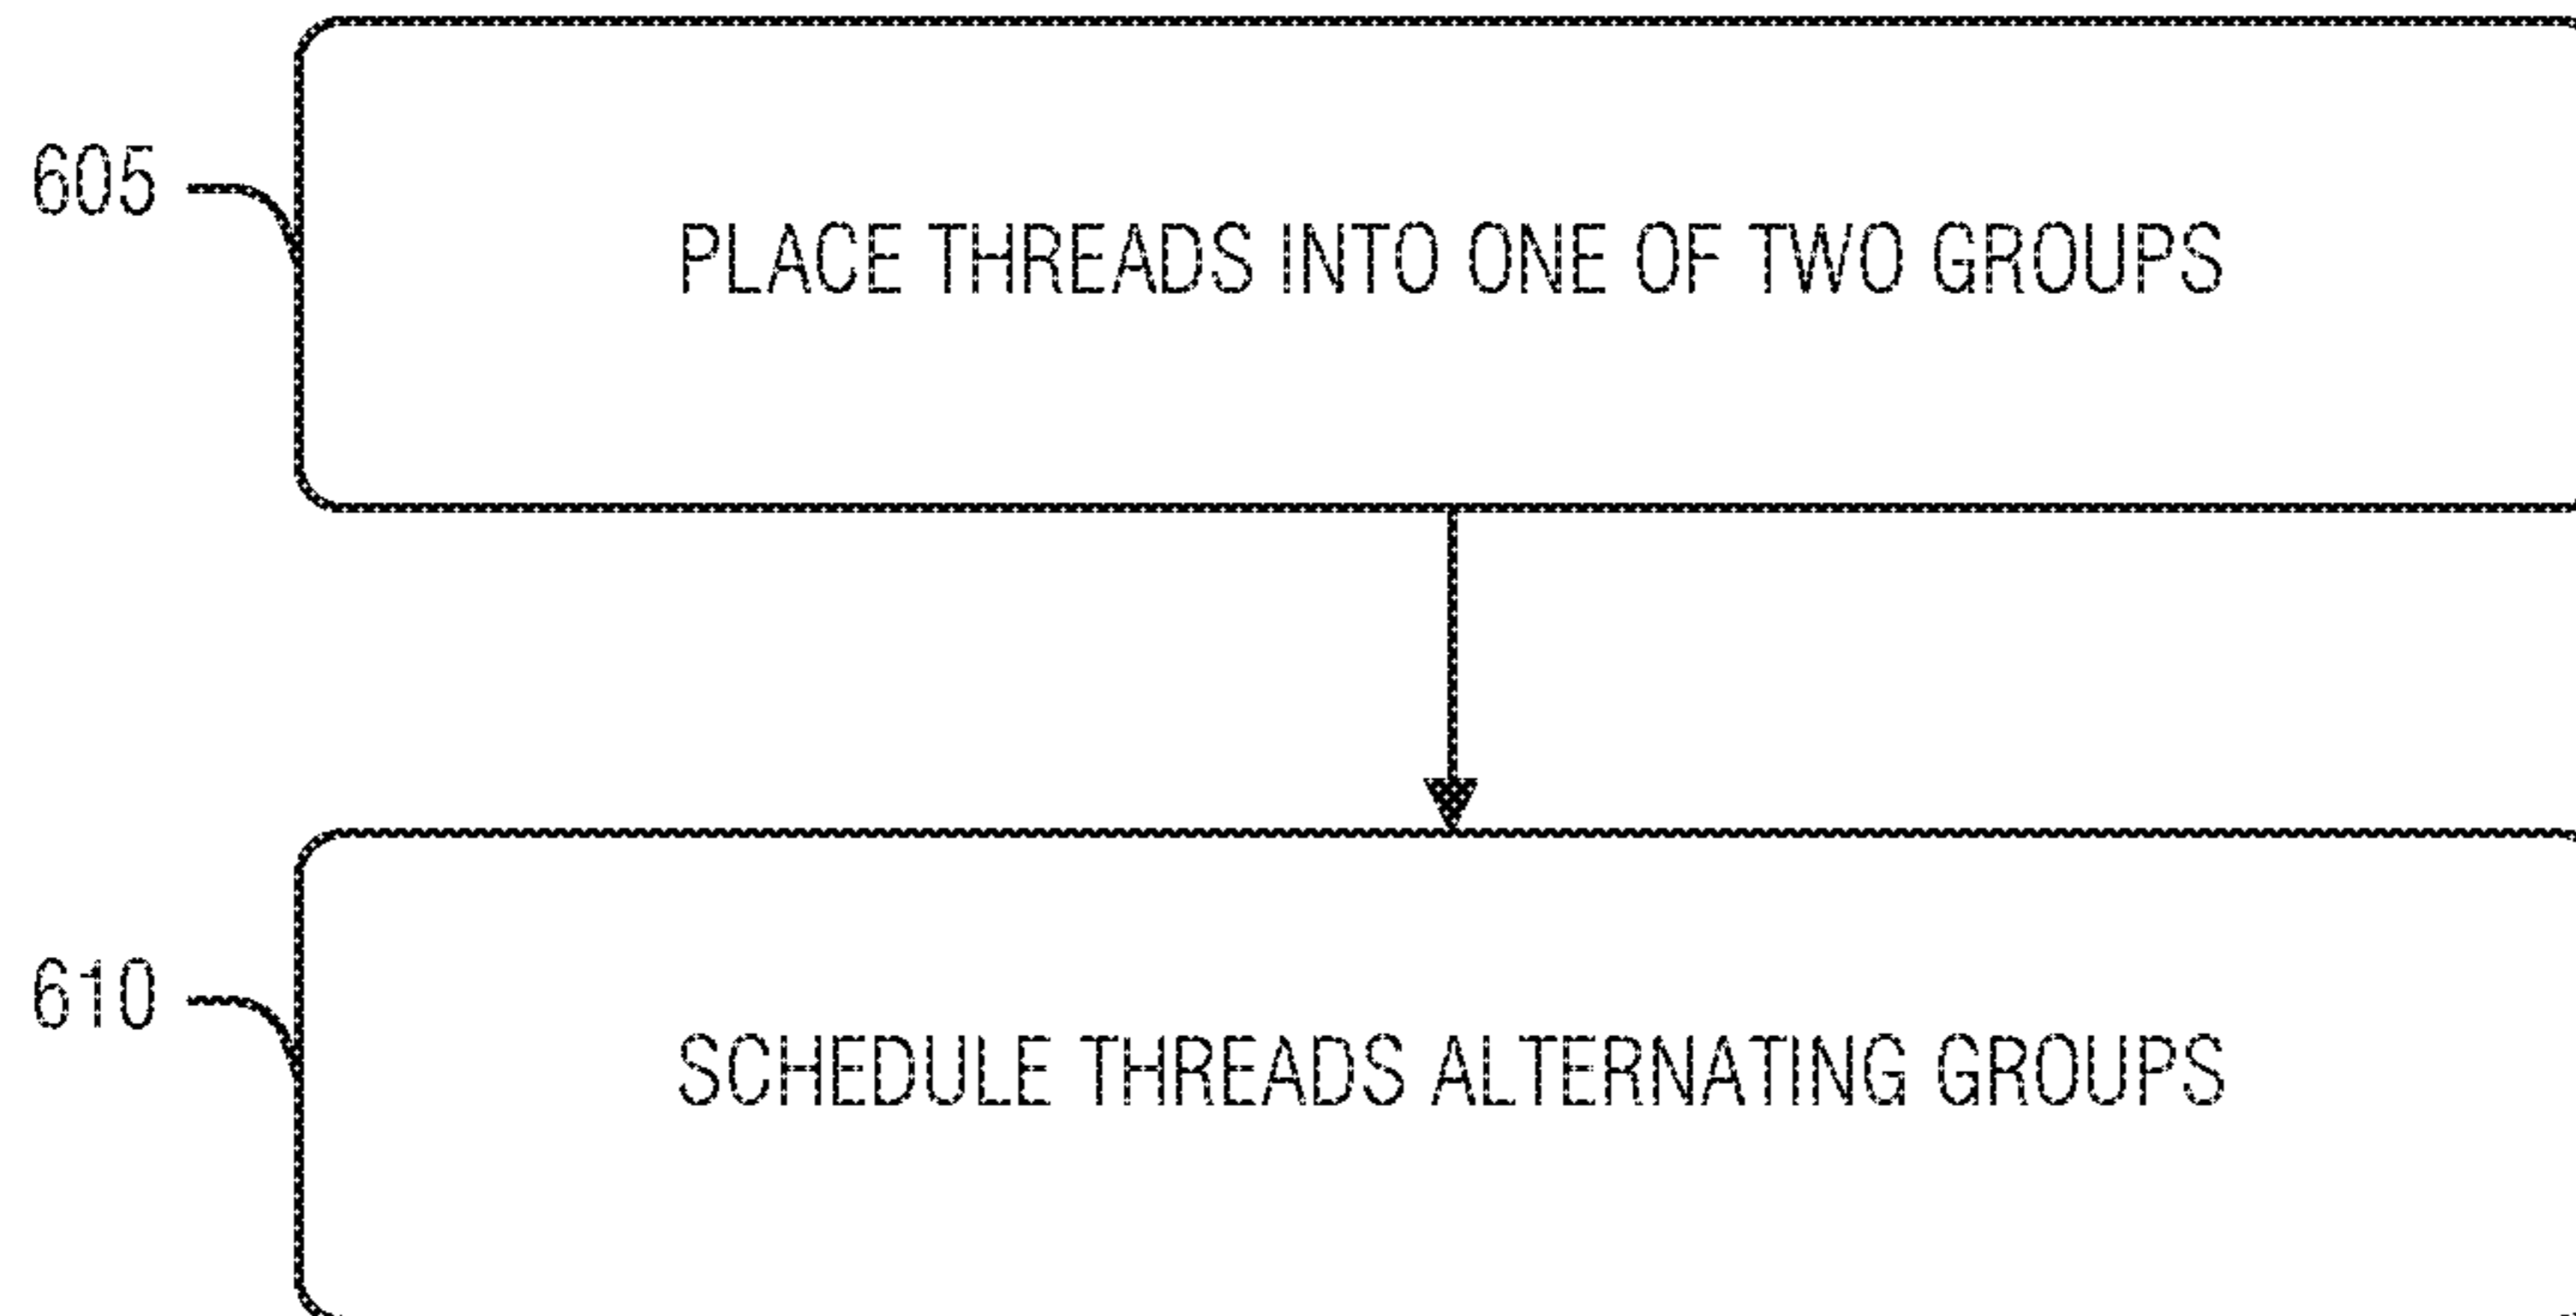 605
PLACE THREADS INTO ONE OF TWO GROUPS
610
SCHEDULE THREADS ALTERNATING GROUPS